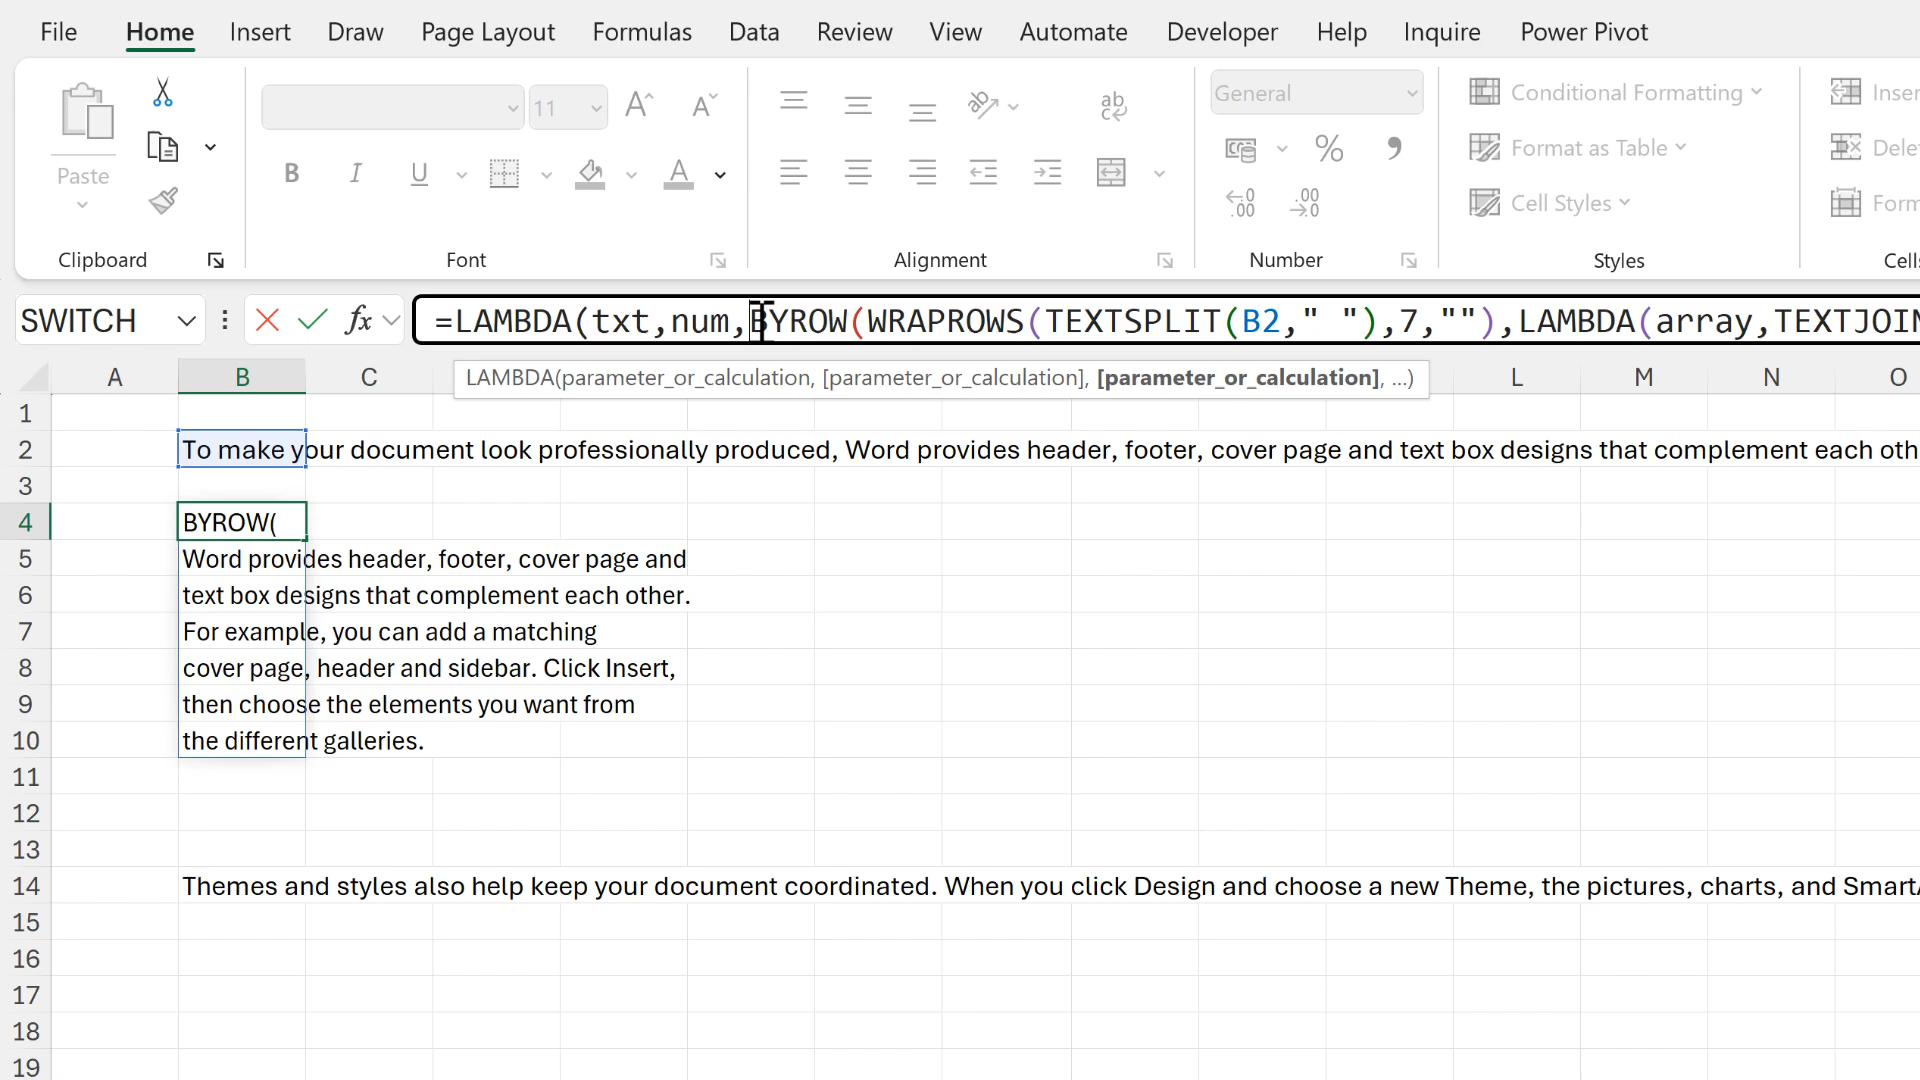 File Home Insert Draw Page Layout Formulas Data Review View Automate Developer Help Inquire Power Pivot
Paste
11
General
Conditional Formatting
Format as Table
Cell Styles
Clipboard Font Alignment Number Styles
SWITCH fx =LAMBDA(txt,num,BYROW(WRAPROWS(TEXTSPLIT(B2," "),7,""),LAMBDA(array,TEXTJOIN
LAMBDA(parameter_or_calculation, [parameter_or_calculation], [parameter_or_calculation], ...)
A B C L M N O
1
2 To make your document look professionally produced, Word provides header, footer, cover page and text box designs that complement each oth
3
4 BYROW(
5 Word provides header, footer, cover page and
6 text box designs that complement each other.
7 For example, you can add a matching
8 cover page, header and sidebar. Click Insert,
9 then choose the elements you want from
10 the different galleries.
11
12
13
14 Themes and styles also help keep your document coordinated. When you click Design and choose a new Theme, the pictures, charts, and SmartA
15
16
17
18
19